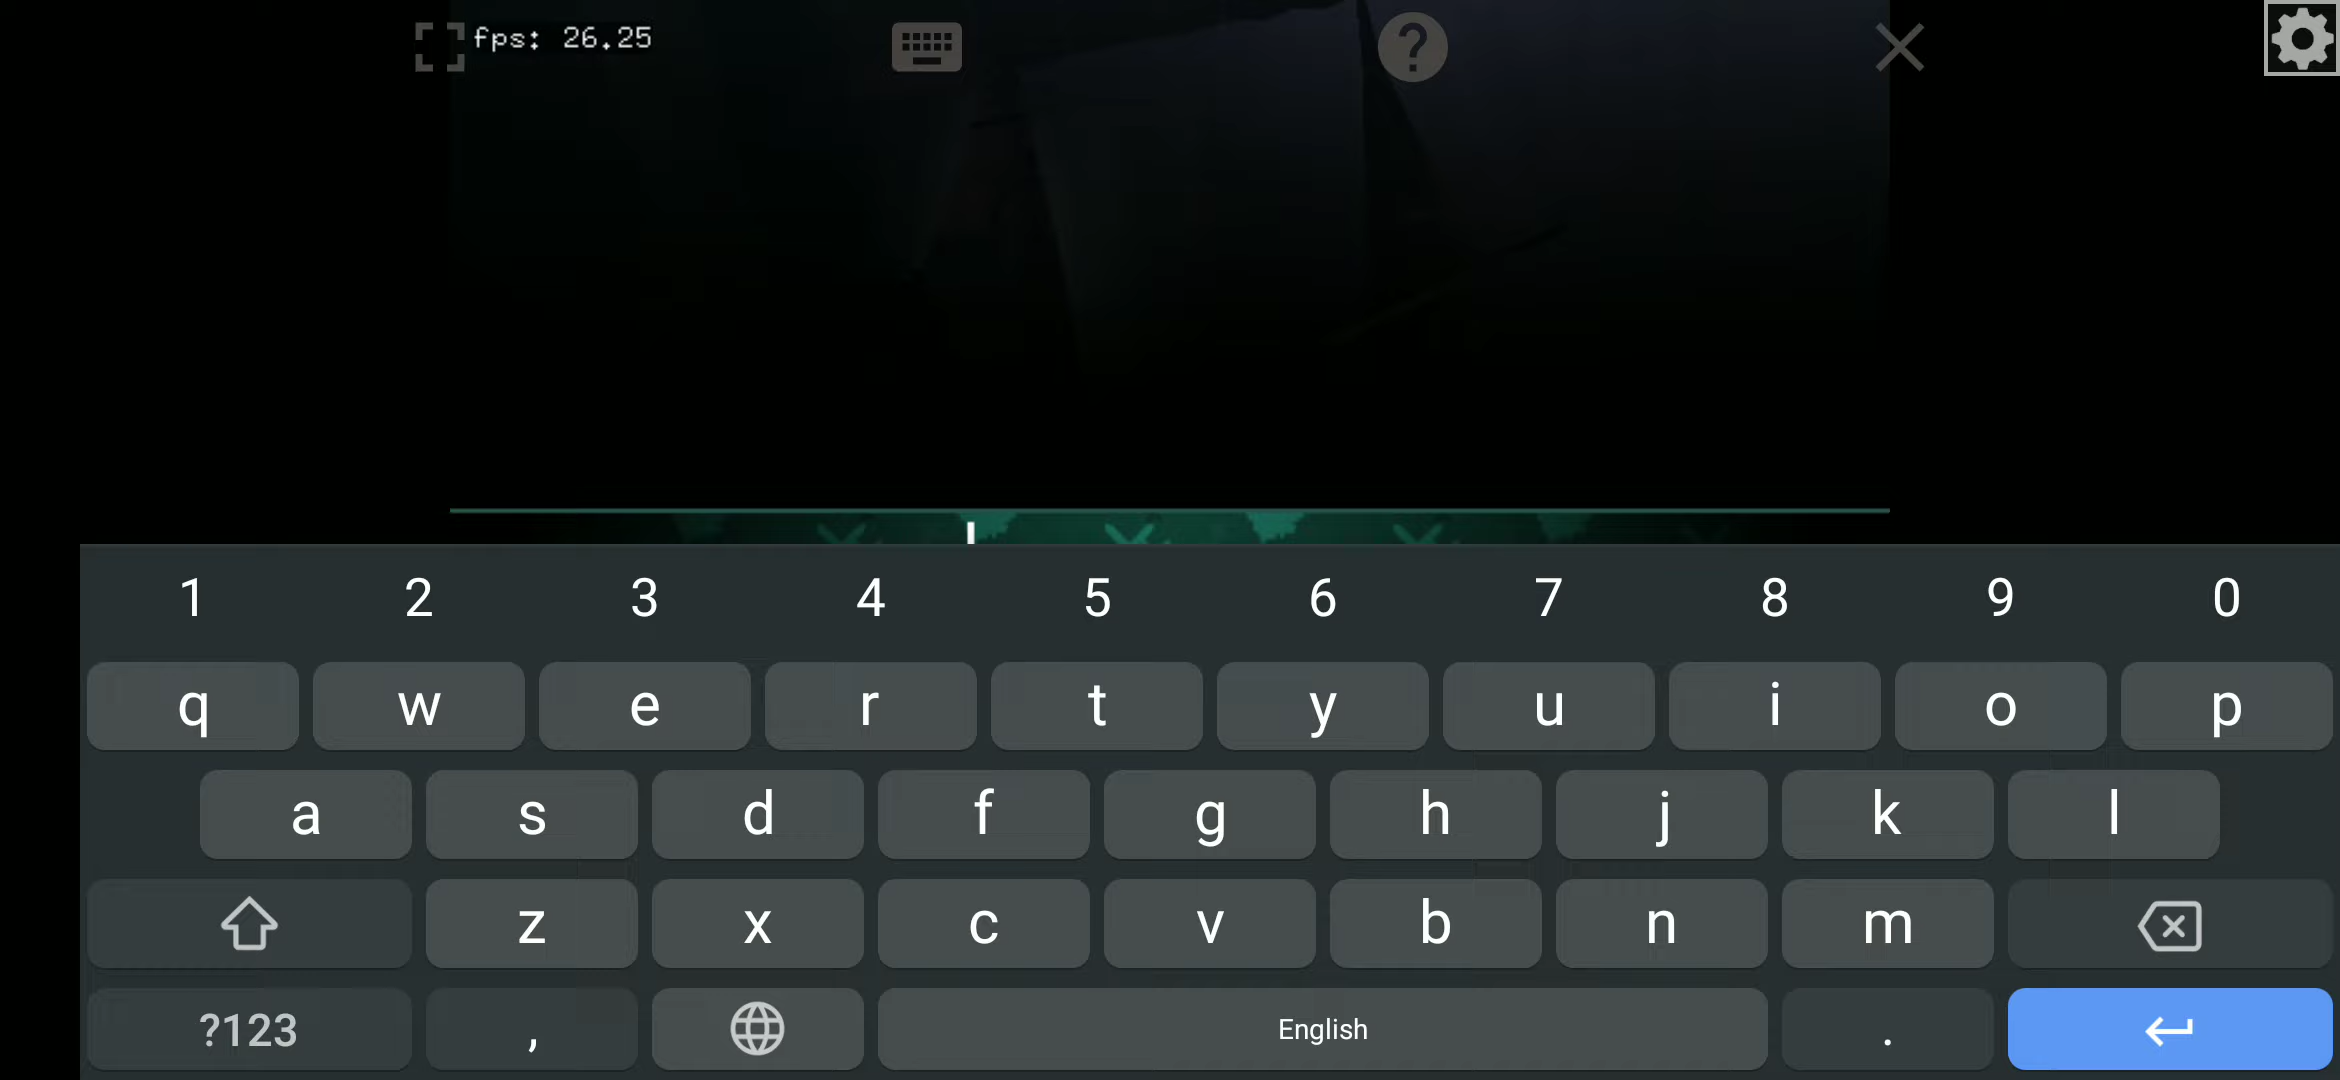 fps: 26.25
?
1 2 3 4 5 6 7 8 9 0
q w e r t y u i o p
a s d f g h j k l
z x c v b n m
?123 , English .